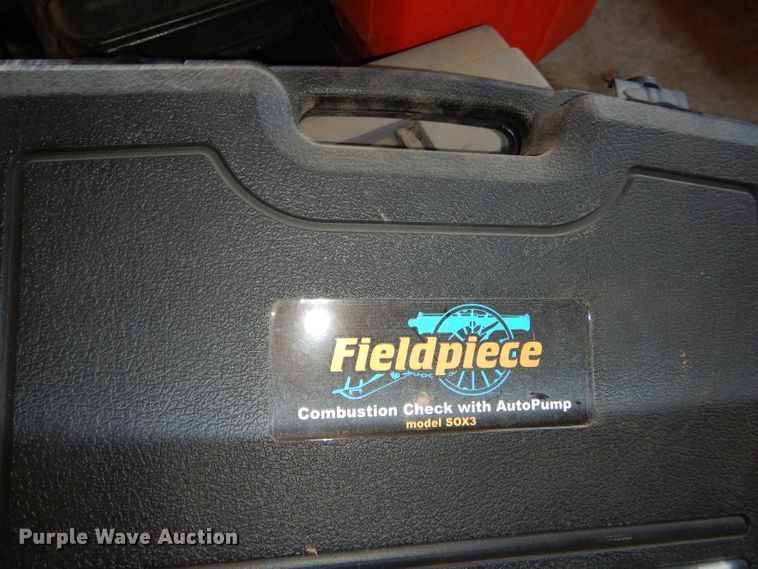 Fieldpiece
Combustion Check with AutoPump
model SOX3
Purple Wave Auction